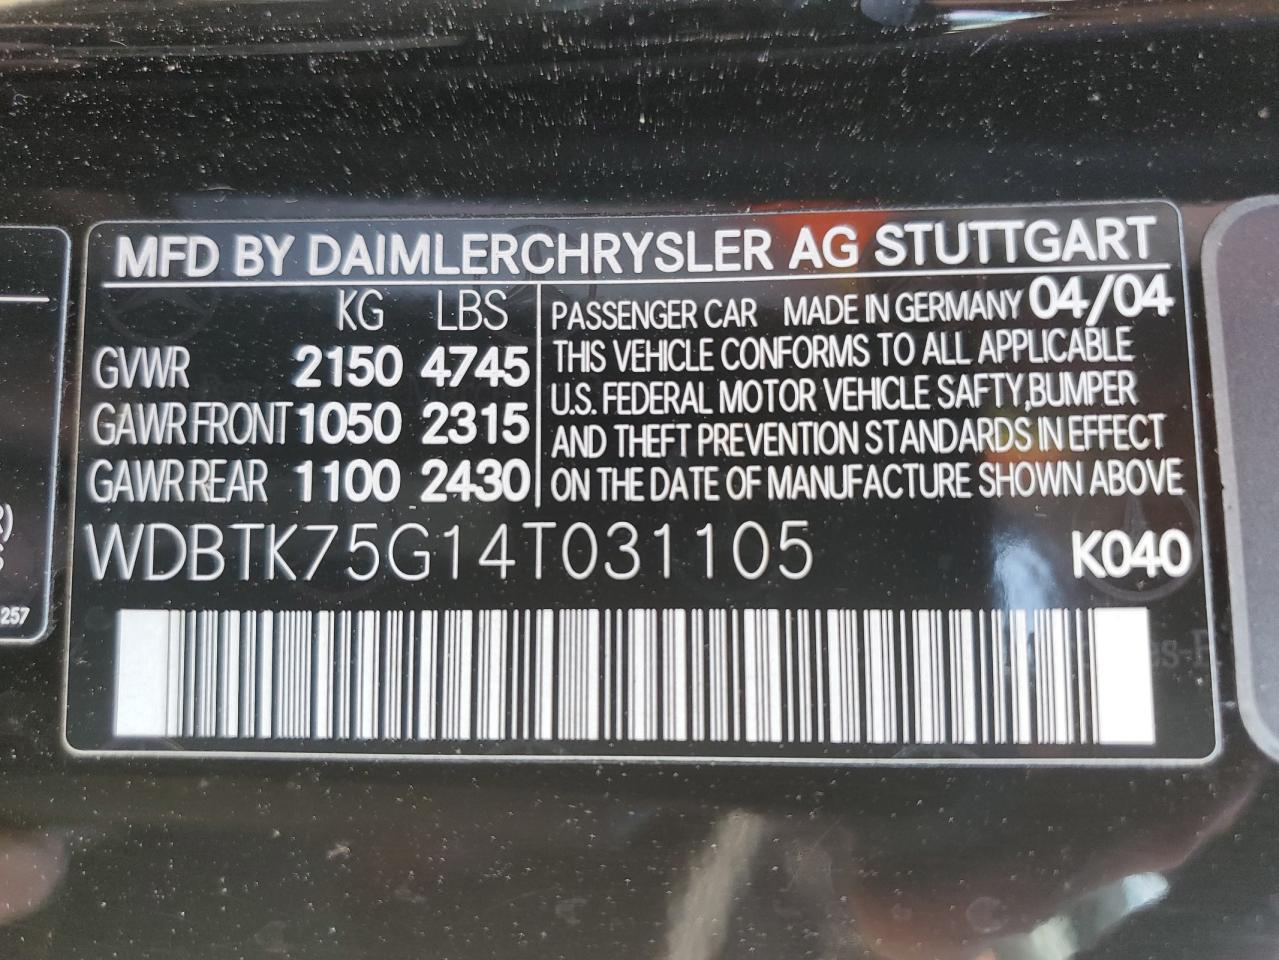 MFD BY DAIMLERCHRYSLER AG STUTTGART
KG LBS
GVWR 2150 4745
GAWR FRONT 1050 2315
GAWR REAR 1100 2430
PASSENGER CAR MADE IN GERMANY 04/04
THIS VEHICLE CONFORMS TO ALL APPLICABLE
U.S. FEDERAL MOTOR VEHICLE SAFTY,BUMPER
AND THEFT PREVENTION STANDARDS IN EFFECT
ON THE DATE OF MANUFACTURE SHOWN ABOVE
WDBTK75G14T031105 K040
257